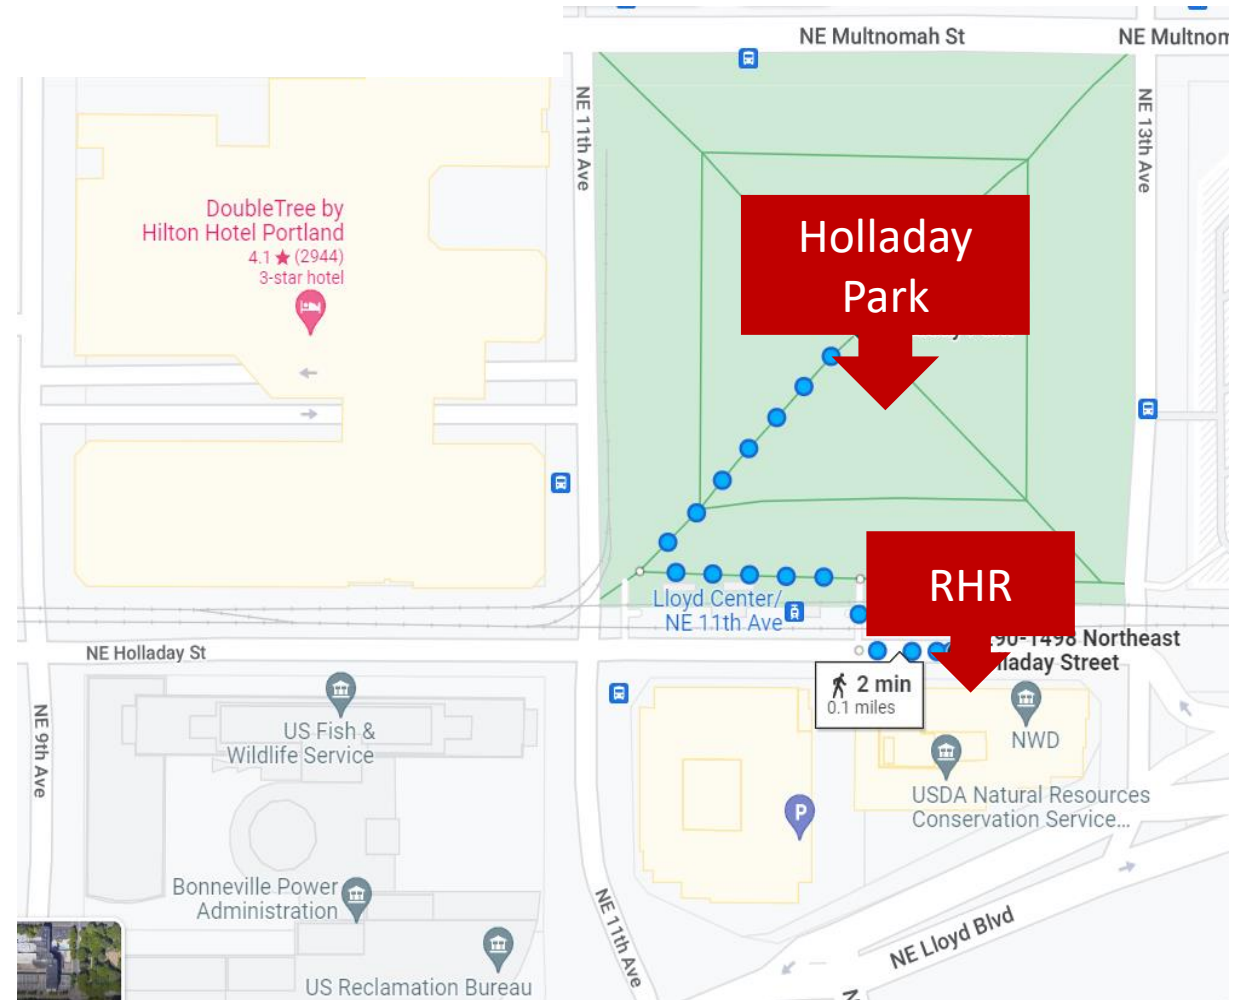 NE Multnomah St
NE Multnom
NE 11th Ave
NE 13th Ave
DoubleTree by
Hilton Hotel Portland
4.1 ★ (2944)
3-star hotel
Holladay
Park
RHR
Lloyd Center/
NE 11th Ave
90-1498 Northeast
lladay Street
NE Holladay St
2 min
0.1 miles
US Fish &
Wildlife Service
NWD
NE 9th Ave
USDA Natural Resources
Conservation Service...
P
Bonneville Power
Administration
NE 11th Ave
NE Lloyd Blvd
US Reclamation Bureau